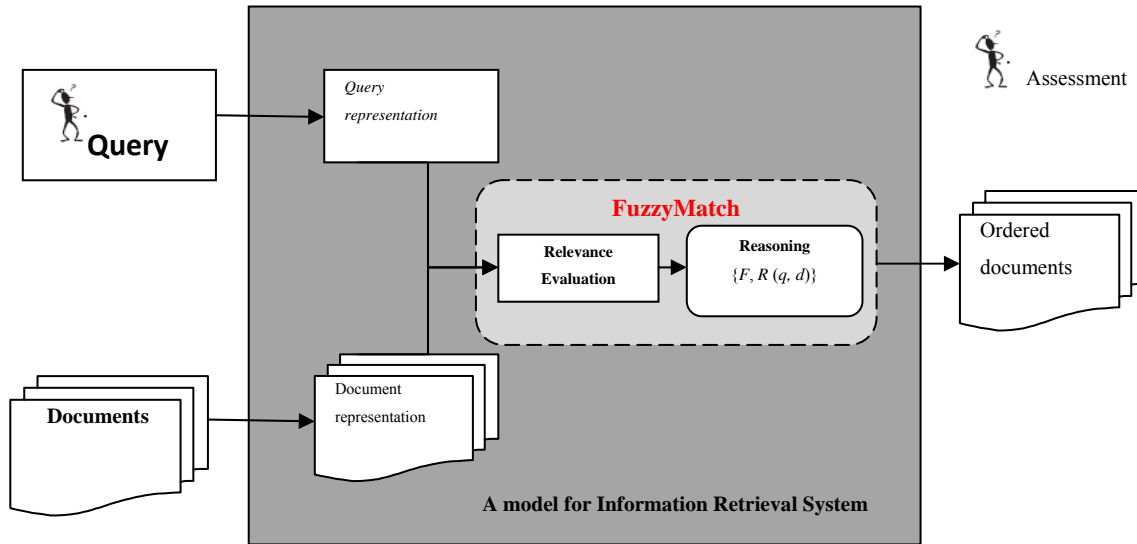 Query
Query
representation
FuzzyMatch
Relevance
Evaluation
Reasoning
{F, R (q, d)}
Documents
Document
representation
Assessment
Ordered
documents
A model for Information Retrieval System